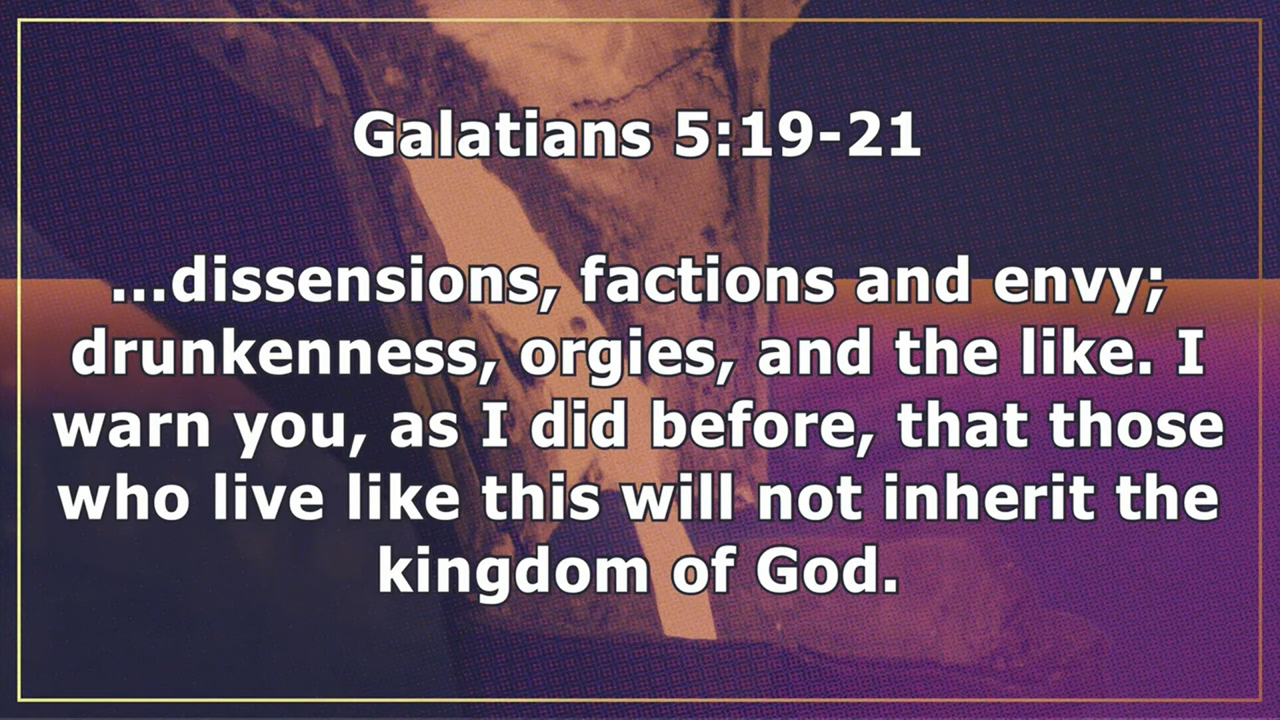 Galatians 5:19-21
...dissensions, factions and envy;
drunkenness, orgies, and the like. I
warn you, as I did before, that those
who live like this will not inherit the
kingdom of God.